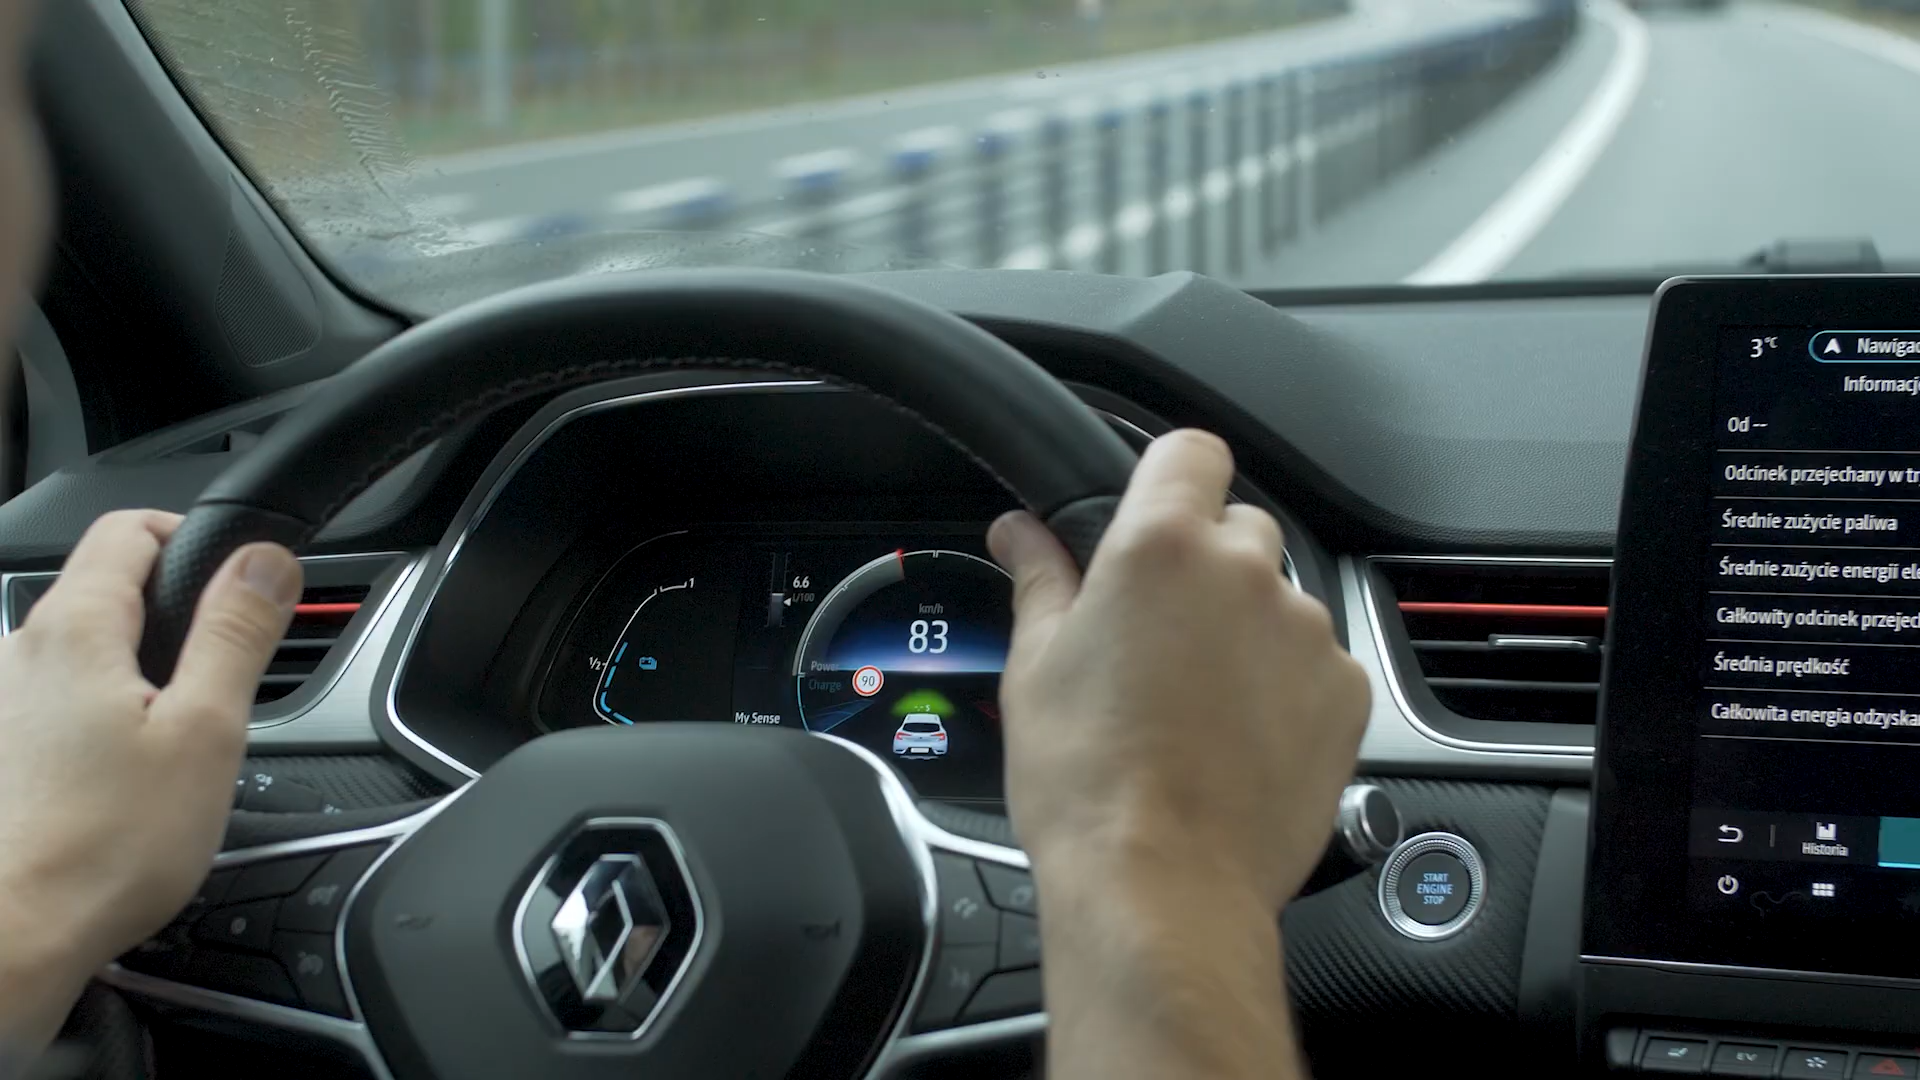 3°C
Nawigac
Informacj
Od --
Odcinek przejechany w tr
Średnie zużycie paliwa
Średnie zużycie energii ele
Całkowity odcinek przejech
Średnia prędkość
Całkowita energia odzyska
Historia
1
1/2
6.6
L/100
km/h
83
Power
Charge
90
My Sense
START
ENGINE
STOP
EV